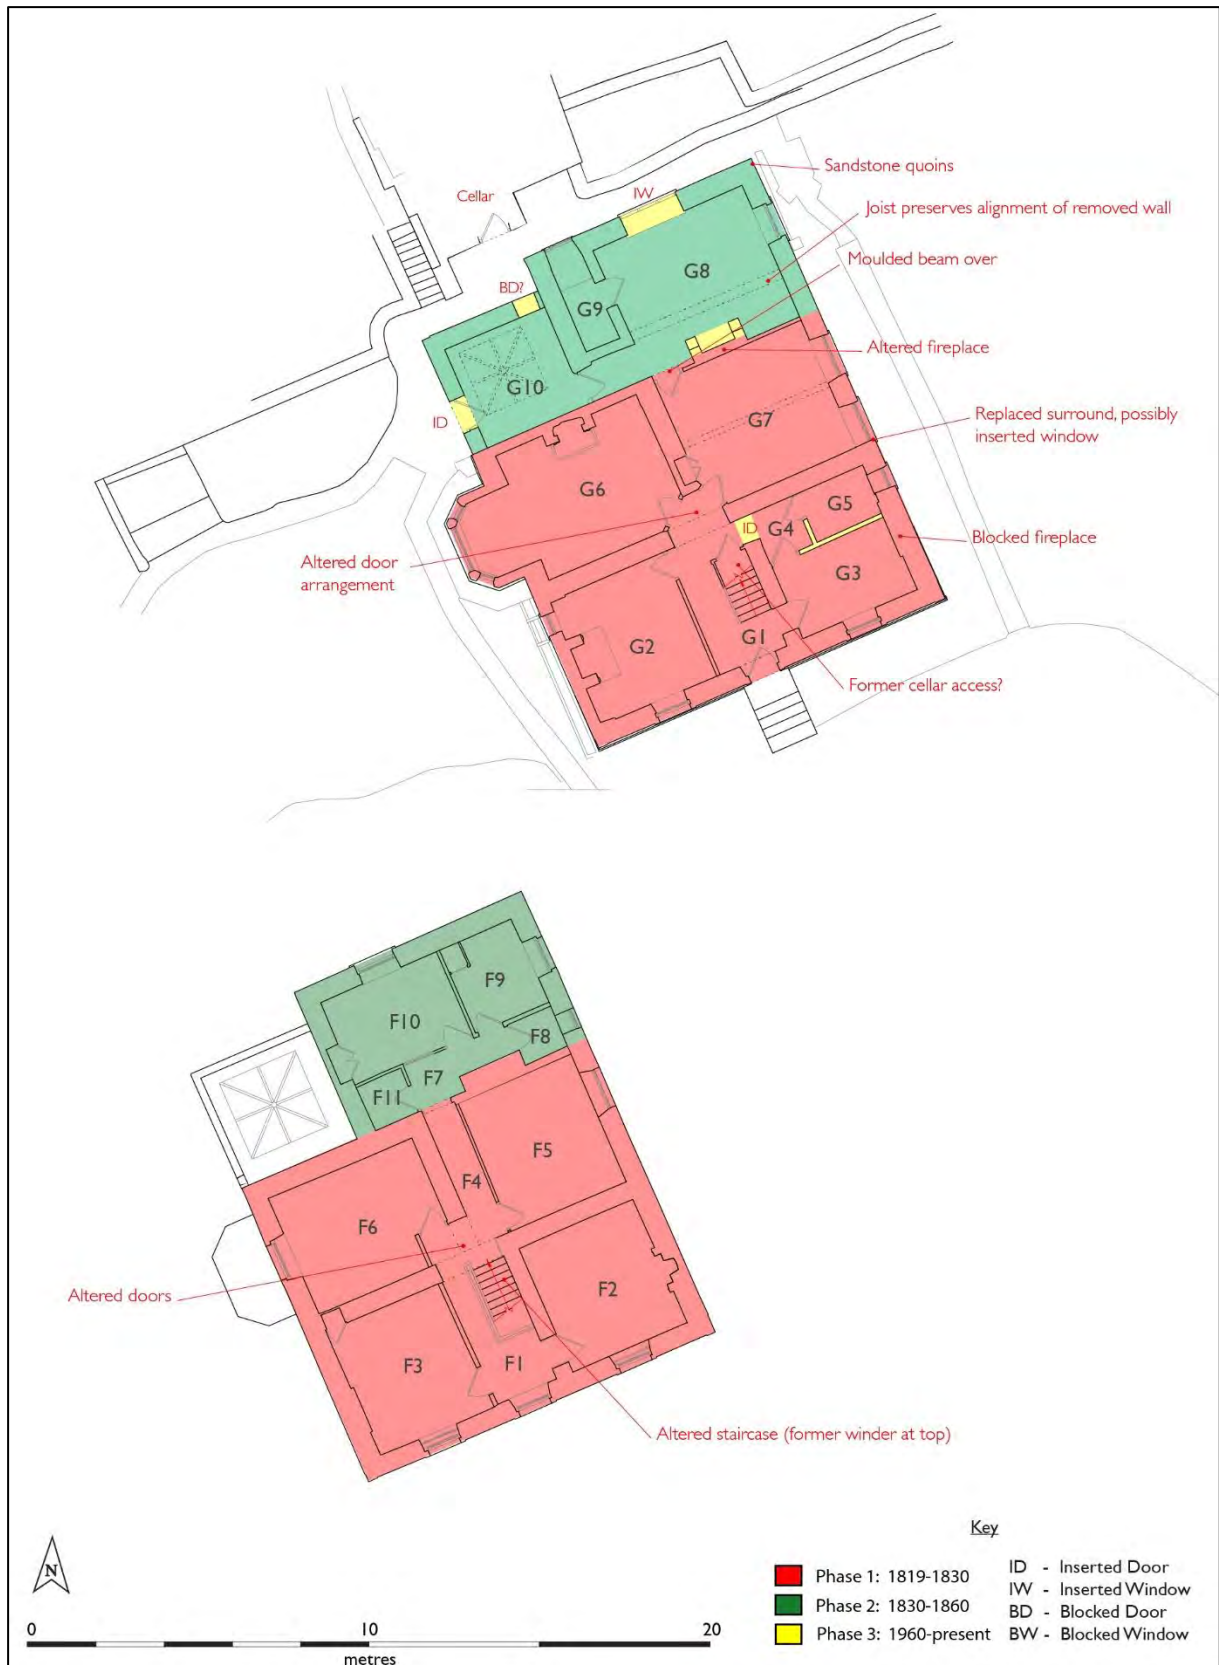 Sandstone quoins
Cellar
IW
Joist preserves alignment of removed wall
Moulded beam over
G8
BD?
G9
Altered fireplace
G10
G7
ID
Replaced surround, possibly
inserted window
G6
G5
ID
G4
Blocked fireplace
Altered door
arrangement
G3
G2
G1
Former cellar access?
F9
F10
F8
F7
F11
F5
F4
F6
F2
Altered doors
F3
F1
Altered staircase (former winder at top)
Key
N
Phase 1: 1819-1830
Phase 2: 1830-1860
Phase 3: 1960-present
ID - Inserted Door
IW - Inserted Window
BD - Blocked Door
BW - Blocked Window
0 10 20
metres